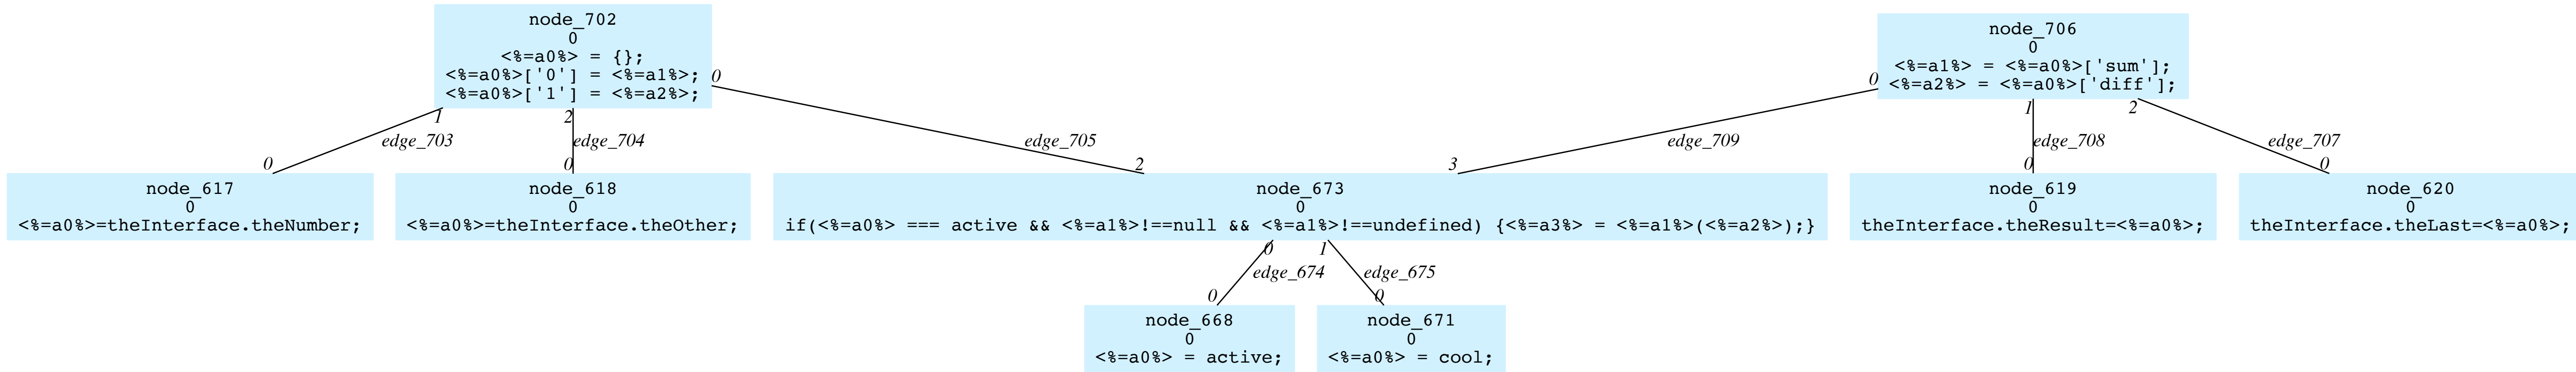 node_702
0
<%=a0%> = {};
<%=a0%>['0'] = <%=a1%>;
<%=a0%>['1'] = <%=a2%>;
0
1
2
node_706
0
<%=a1%> = <%=a0%>['sum'];
<%=a2%> = <%=a0%>['diff'];
0
1
2
edge_703
edge_704
edge_705
edge_709
edge_708
edge_707
0
0
2
3
0
0
node_617
0
<%=a0%>=theInterface.theNumber;
node_618
0
<%=a0%>=theInterface.theOther;
node_673
0
if(<%=a0%> === active && <%=a1%>!==null && <%=a1%>!==undefined) {<%=a3%> = <%=a1%>(<%=a2%>);}
node_619
0
theInterface.theResult=<%=a0%>;
node_620
0
theInterface.theLast=<%=a0%>;
0
1
edge_674
edge_675
0
0
node_668
0
<%=a0%> = active;
node_671
0
<%=a0%> = cool;